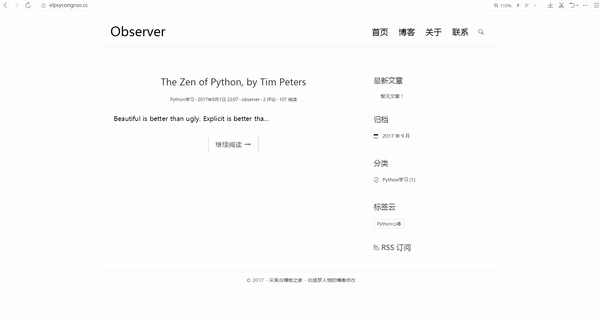 elpsycongroo.cc
110%
Observer
首页 博客 关于 联系
The Zen of Python, by Tim Peters
Python学习 - 2017年9月1日 22:07 - observer - 2 评论 - 107 阅读
Beautiful is better than ugly. Explicit is better tha...
继续阅读 →
最新文章
暂无文章！
归档
2017 年 9 月
分类
Python学习 (1)
标签云
Python心得
RSS 订阅
© 2017 - 采集自模板之家 - 由追梦人物的博客修改